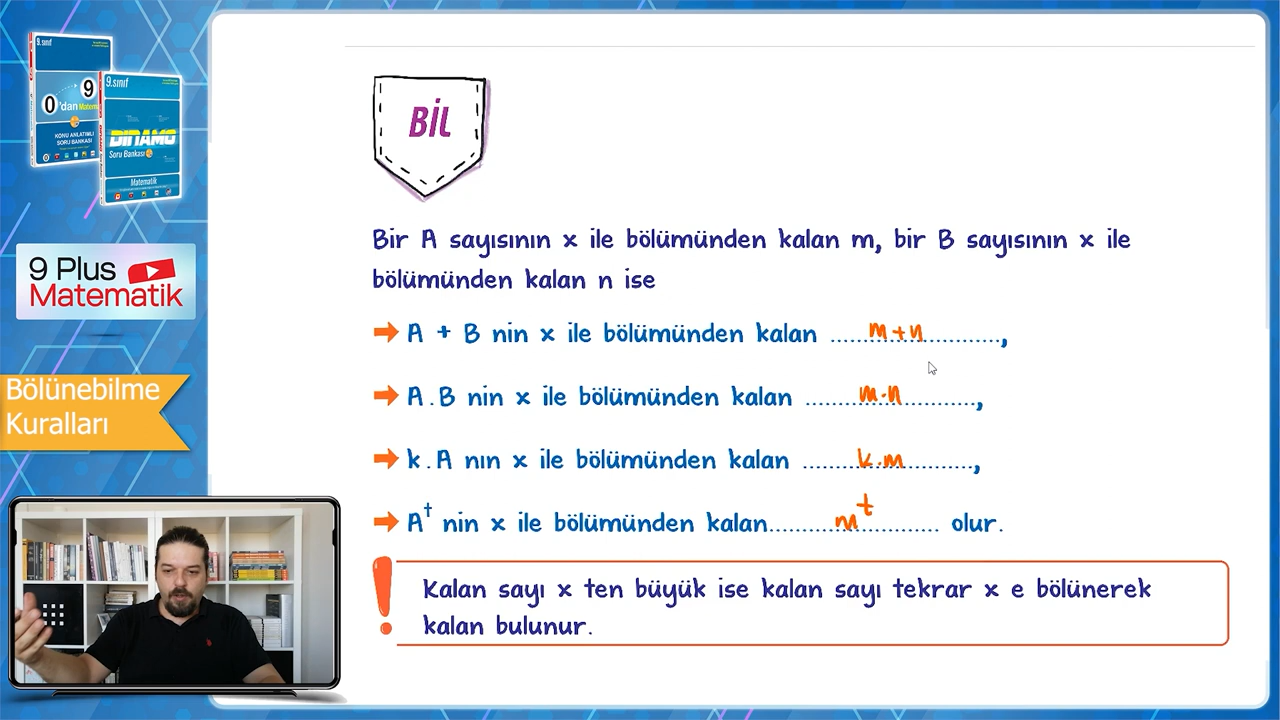 9.sınıf
0'dan 9
Matematik
KONU ANLATIMLI
SORU BANKASI
9.sınıf
DINAMO
Soru Bankası
Matematik
9 Plus
Matematik
Bölünebilme
Kuralları
BİL
Bir A sayısının x ile bölümünden kalan m, bir B sayısının x ile
bölümünden kalan n ise
➡ A + B nin x ile bölümünden kalan ........m+n............,
➡ A.B nin x ile bölümünden kalan ........m.n............,
➡ k.A nın x ile bölümünden kalan ........k.m............,
➡ A^t nin x ile bölümünden kalan........m^t............ olur.
! Kalan sayı x ten büyük ise kalan sayı tekrar x e bölünerek
kalan bulunur.